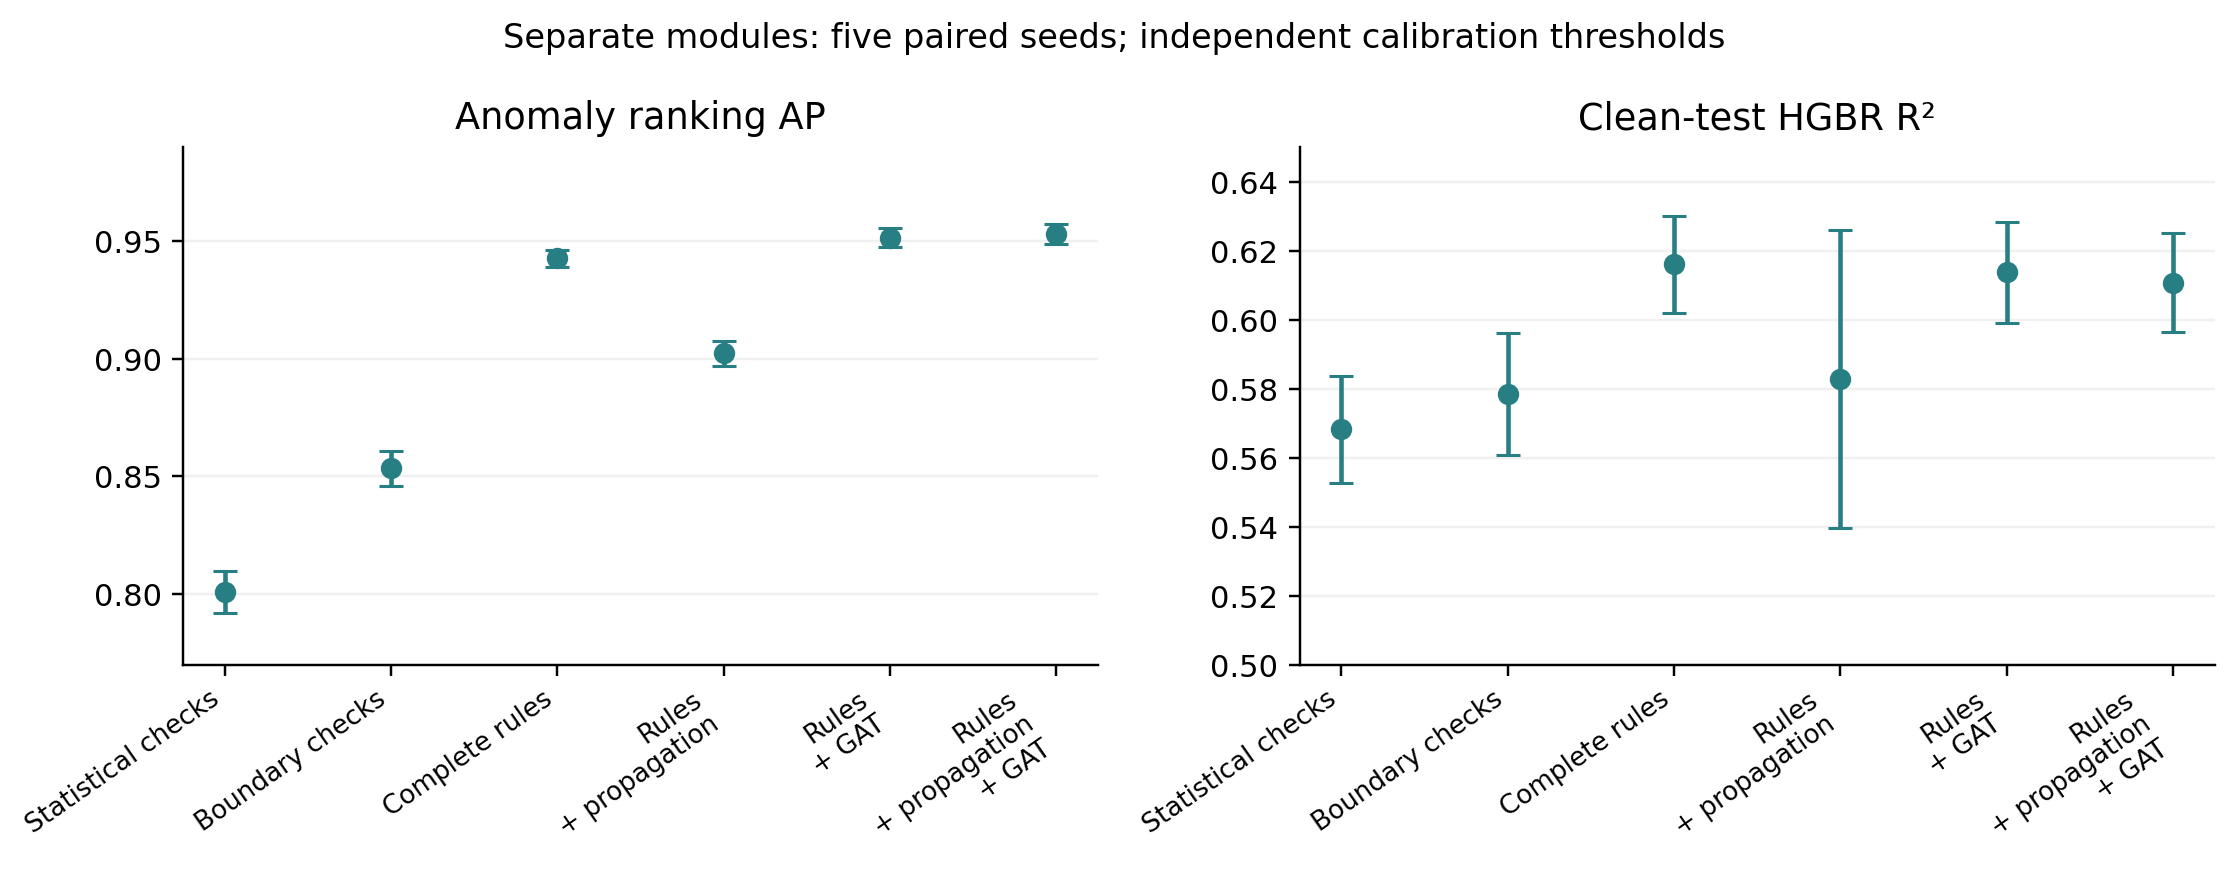 Separate modules: five paired seeds; independent calibration thresholds
Anomaly ranking AP
0.95
0.90
0.85
0.80
Statistical checks
Boundary checks
Complete rules
Rules
+ propagation
Rules
+ GAT
Rules
+ propagation
+ GAT
Clean-test HGBR R²
0.64
0.62
0.60
0.58
0.56
0.54
0.52
0.50
Statistical checks
Boundary checks
Complete rules
Rules
+ propagation
Rules
+ GAT
Rules
+ propagation
+ GAT